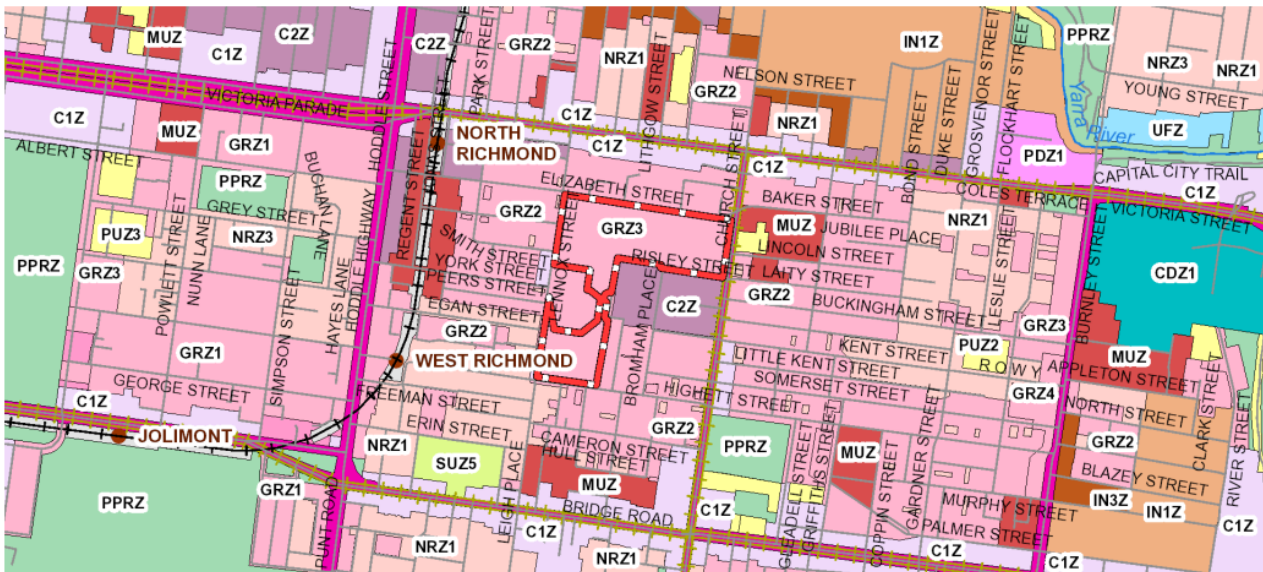 MUZ
C2Z
C1Z
C2Z
PARK STREET
GRZ2
NRZ1
LITHGOW STREET
GRZ2
NELSON STREET
IN1Z
DUKE STREET
GROSVENOR STREET
FLOCKHART STREET
PPRZ
NRZ3
NRZ1
YOUNG STREET
Yarra River
UFZ
VICTORIA PARADE
HODDLE STREET
C1Z
C1Z
NRZ1
BOND STREET
PDZ1
C1Z
MUZ
GRZ1
NORTH
RICHMOND
C1Z
CHURCH STREET
C1Z
CAPITAL CITY TRAIL
C1Z
ALBERT STREET
BUCHAN LANE
ELIZABETH STREET
BAKER STREET
COLES TERRACE
VICTORIA STREET
PPRZ
GREY STREET
REGENT STREET
GRZ2
GRZ3
MUZ
JUBILEE PLACE
NRZ1
PUZ3
POWLETT STREET
NUNN LANE
NRZ3
HODDLE HIGHWAY
SMITH STREET
LENNOX STREET
RISLEY STREET
LINCOLN STREET
LESLIE STREET
BURNLEY STREET
CDZ1
PPRZ
GRZ3
YORK STREET
PEERS STREET
LAITY STREET
GRZ2
SIMPSON STREET
HAYES LANE
EGAN STREET
BROMHAM PLACE
C2Z
BUCKINGHAM STREET
GRZ3
GRZ1
GRZ2
KENT STREET
PUZ2
MUZ
WEST RICHMOND
LITTLE KENT STREET
ROWY
APPLETON STREET
GEORGE STREET
FREEMAN STREET
HIGHETT STREET
SOMERSET STREET
GRZ4
NORTH STREET
CLARK STREET
C1Z
JOLIMONT
ERIN STREET
GRZ2
PPRZ
MUZ
GARDNER STREET
GRZ2
RIVER STREET
NRZ1
SUZ5
CAMERON STREET
HULL STREET
BLAZEY STREET
PPRZ
GRZ1
LEIGH PLACE
MUZ
GLEADELL STREET
GRIFFITHS STREET
COPPIN STREET
MURPHY STREET
IN3Z
IN1Z
PUNT ROAD
BRIDGE ROAD
C1Z
PALMER STREET
NRZ1
C1Z
NRZ1
C1Z
C1Z
C1Z